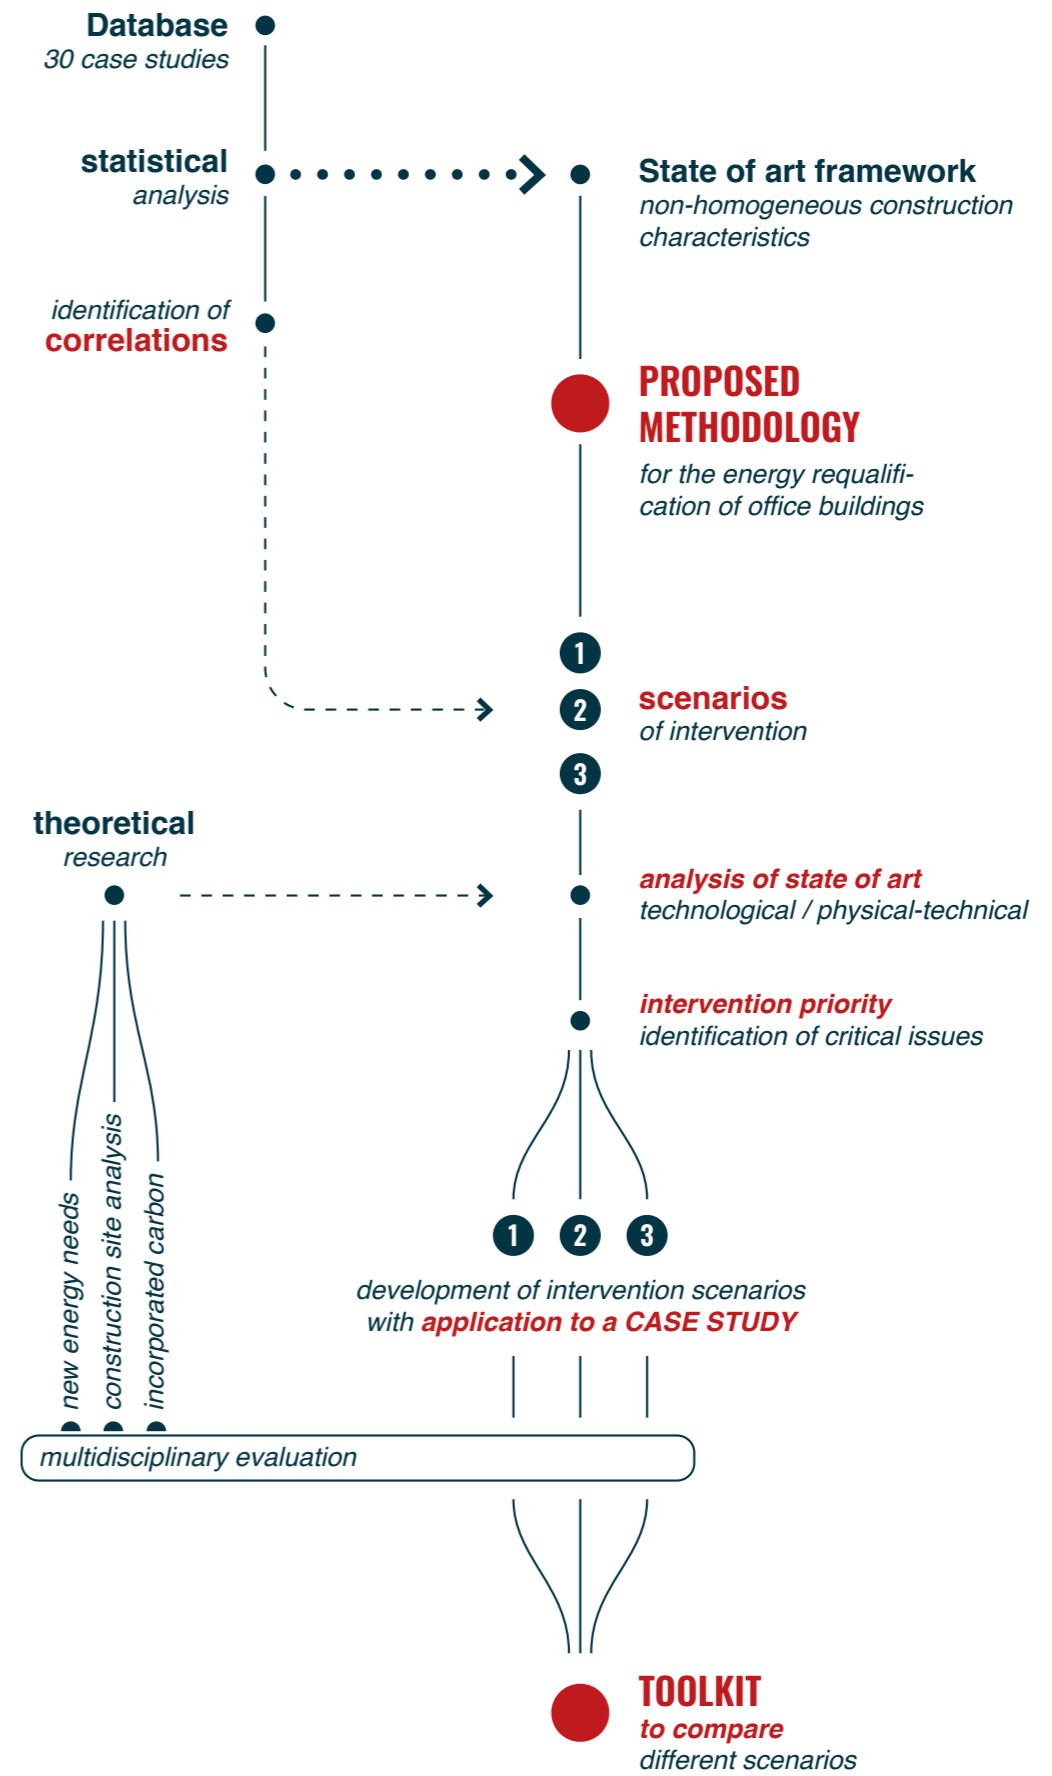 Database
30 case studies
statistical
analysis
State of art framework
non-homogeneous construction
characteristics
identification of
correlations
PROPOSED
METHODOLOGY
for the energy requalifi-
cation of office buildings
1
2
3
scenarios
of intervention
theoretical
research
analysis of state of art
technological / physical-technical
intervention priority
identification of critical issues
new energy needs
construction site analysis
incorporated carbon
1 2 3
development of intervention scenarios
with application to a CASE STUDY
multidisciplinary evaluation
TOOLKIT
to compare
different scenarios